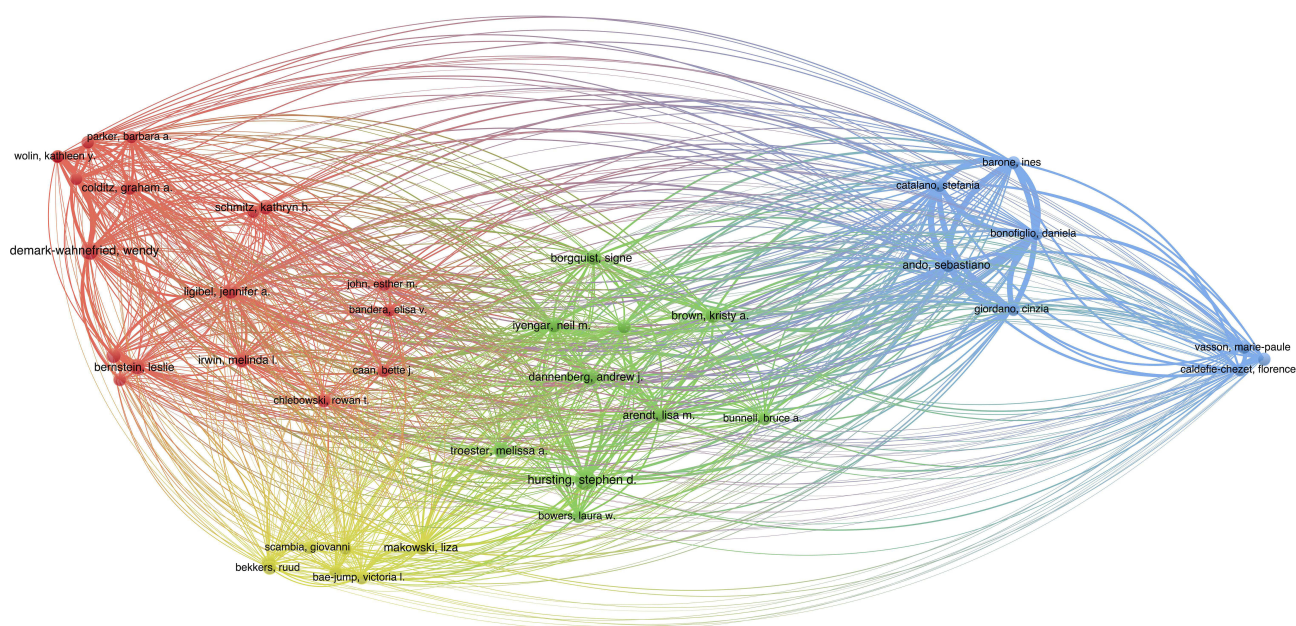 parker, barbara a.
wolin, kathleen y.
colditz, graham a.
schmitz, kathryn h.
demark-wahnefried, wendy
ligibel, jennifer a.
john, esther m.
bandera, elisa v.
bernstein, leslie
irwin, melinda l.
caan, bette j.
chlebowski, rowan t.
borgquist, signe
iyengar, neil m.
brown, kristy a.
dannenberg, andrew j.
arendt, lisa m.
bunnell, bruce a.
troester, melissa a.
hursting, stephen d.
bowers, laura w.
scambia, giovanni
makowski, liza
bekkers, ruud
bae-jump, victoria l.
barone, ines
catalano, stefania
bonofiglio, daniela
ando, sebastiano
giordano, cinzia
vasson, marie-paule
caldefie-chezet, florence